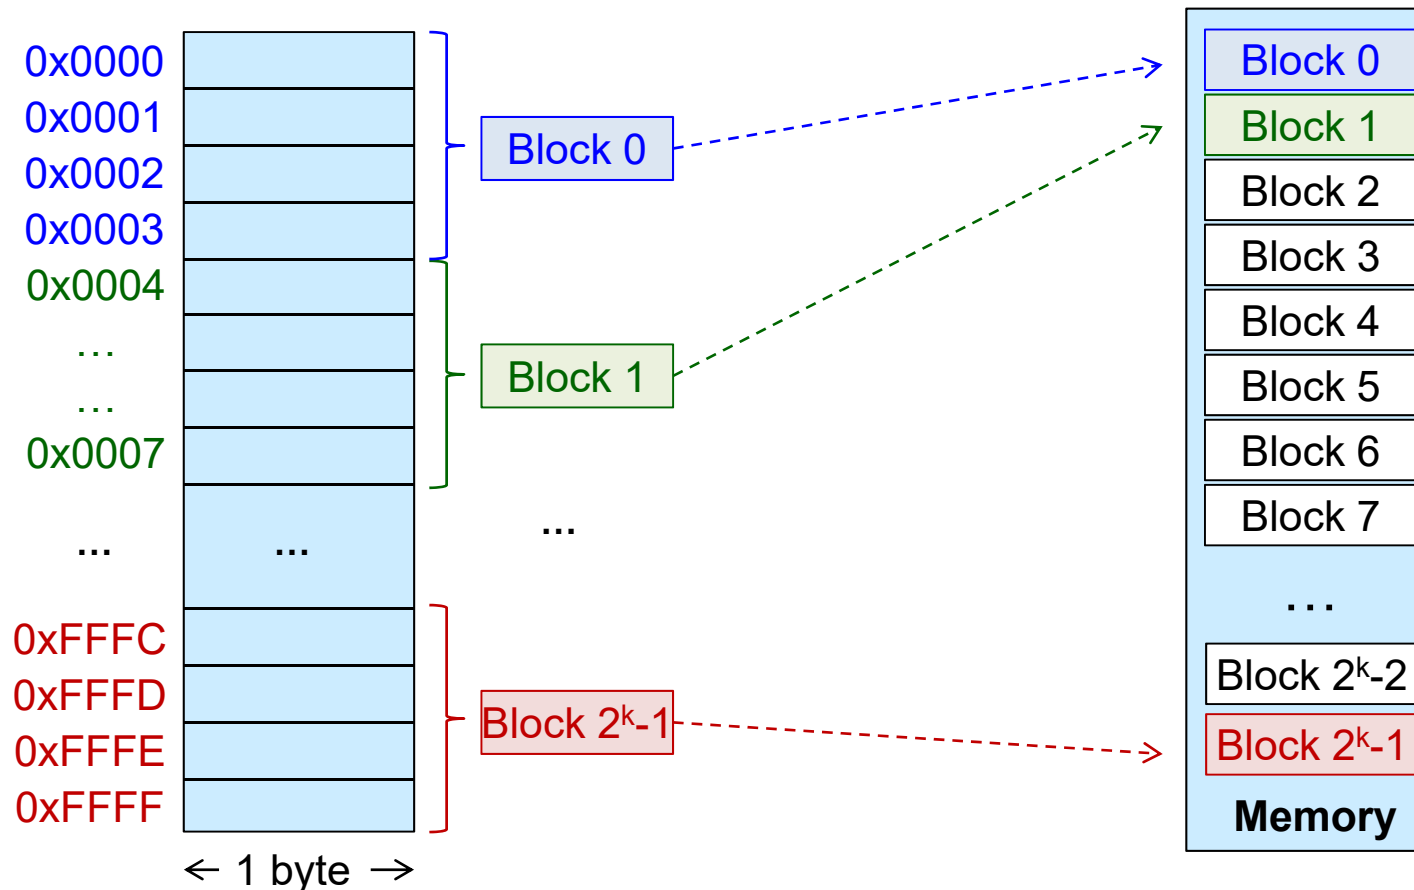 0x0000
0x0001
0x0002
0x0003
0x0004
...
...
0x0007
...
0xFFFC
0xFFFD
0xFFFE
0xFFFF
...
← 1 byte →
Block 0
Block 1
...
Block 2ᵏ-1
Block 0
Block 1
Block 2
Block 3
Block 4
Block 5
Block 6
Block 7
...
Block 2ᵏ-2
Block 2ᵏ-1
Memory